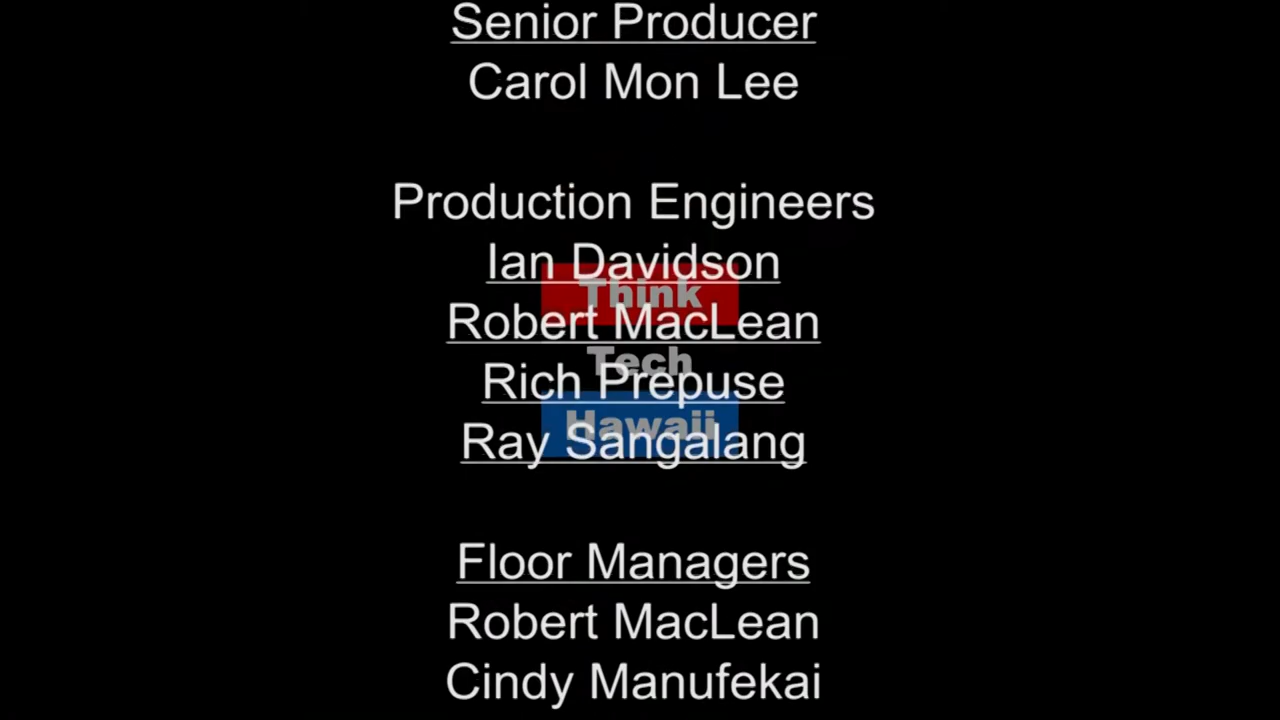 Senior Producer
Carol Mon Lee
Production Engineers
Ian Davidson
Think
Robert MacLean
Tech
Rich Prepuse
Hawaii
Ray Sangalang
Floor Managers
Robert MacLean
Cindy Manufekai